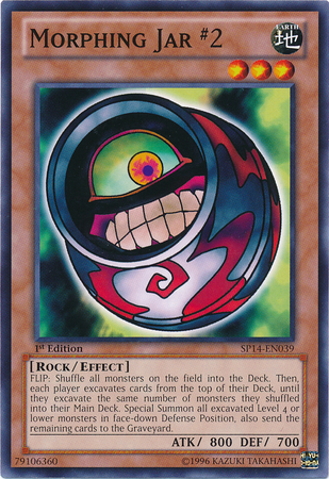 MORPHING JAR #2
EARTH
地
1st Edition
SP14-EN039
[ROCK/EFFECT]
FLIP: Shuffle all monsters on the field into the Deck. Then,
each player excavates cards from the top of their Deck, until
they excavate the same number of monsters they shuffled
into their Main Deck. Special Summon all excavated Level 4 or
lower monsters in face-down Defense Position, also send the
remaining cards to the Graveyard.
ATK/ 800 DEF/ 700
79106360
©1996 KAZUKI TAKAHASHI